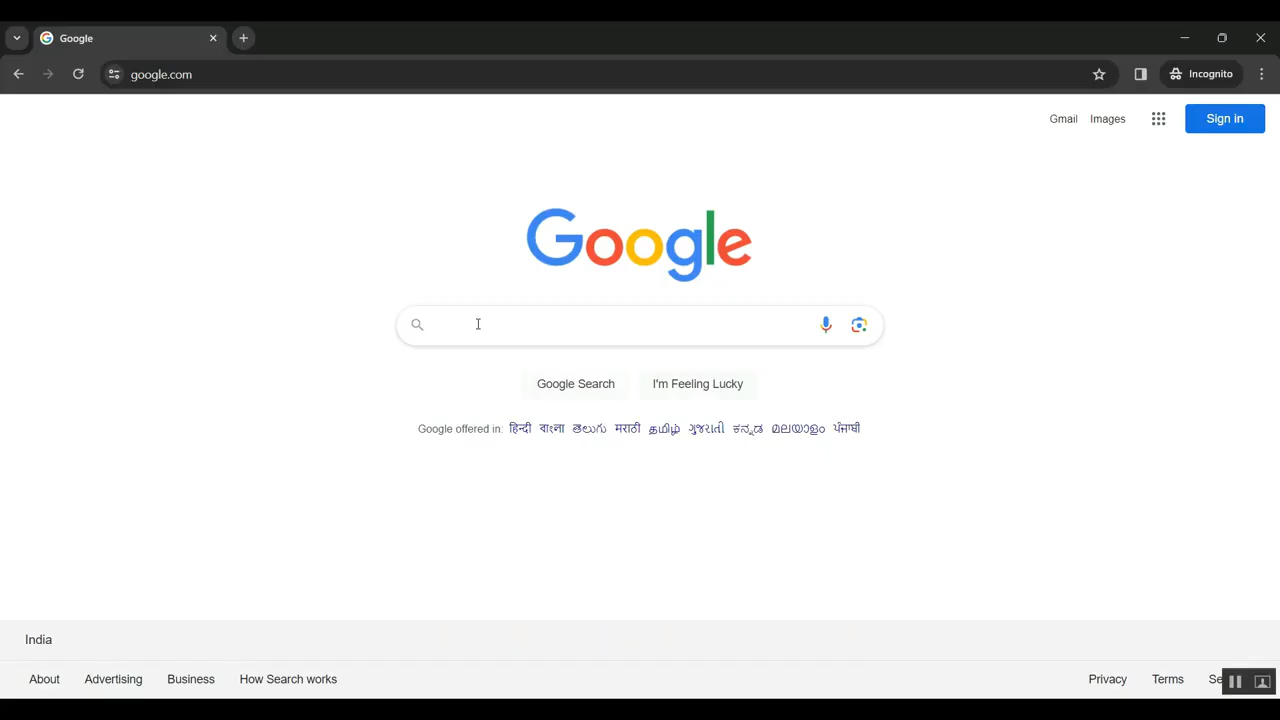 Google
google.com
Incognito
Gmail Images Sign in
Google
Google Search I'm Feeling Lucky
Google offered in: हिन्दी বাংলা తెలుగు मराठी தமிழ் ગુજરાતી ಕನ್ನಡ മലയാളം ਪੰਜਾਬੀ
India
About Advertising Business How Search works Privacy Terms Se